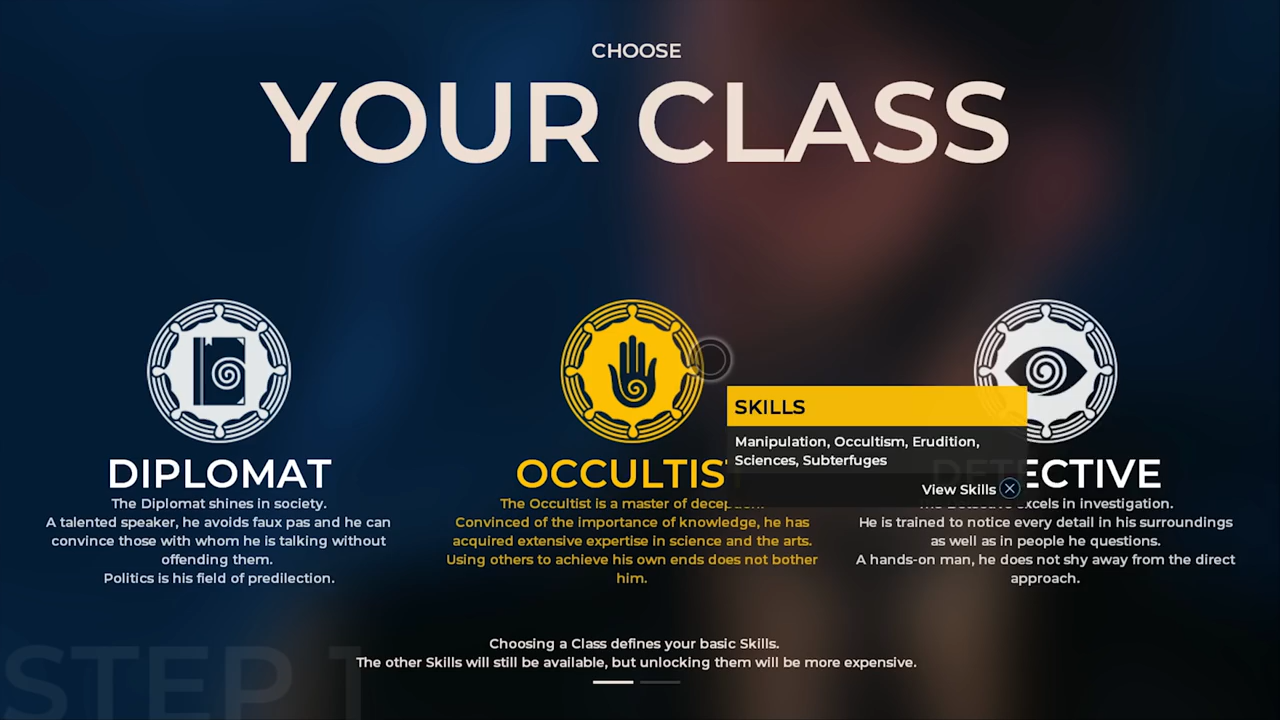 CHOOSE
YOUR CLASS
DIPLOMAT
The Diplomat shines in society.
A talented speaker, he avoids faux pas and he can
convince those with whom he is talking without
offending them.
Politics is his field of predilection.
OCCULTIS
The Occultist is a master of
Convinced of the importance of knowledge, he has
acquired extensive expertise in science and the arts.
Using others to achieve his own ends does not bother
him.
SKILLS
Manipulation, Occultism, Erudition,
Sciences, Subterfuges
View Skills
DETECTIVE
The Detective excels in investigation.
He is trained to notice every detail in his surroundings
as well as in people he questions.
A hands-on man, he does not shy away from the direct
approach.
Choosing a Class defines your basic Skills.
The other Skills will still be available, but unlocking them will be more expensive.
STEP 1